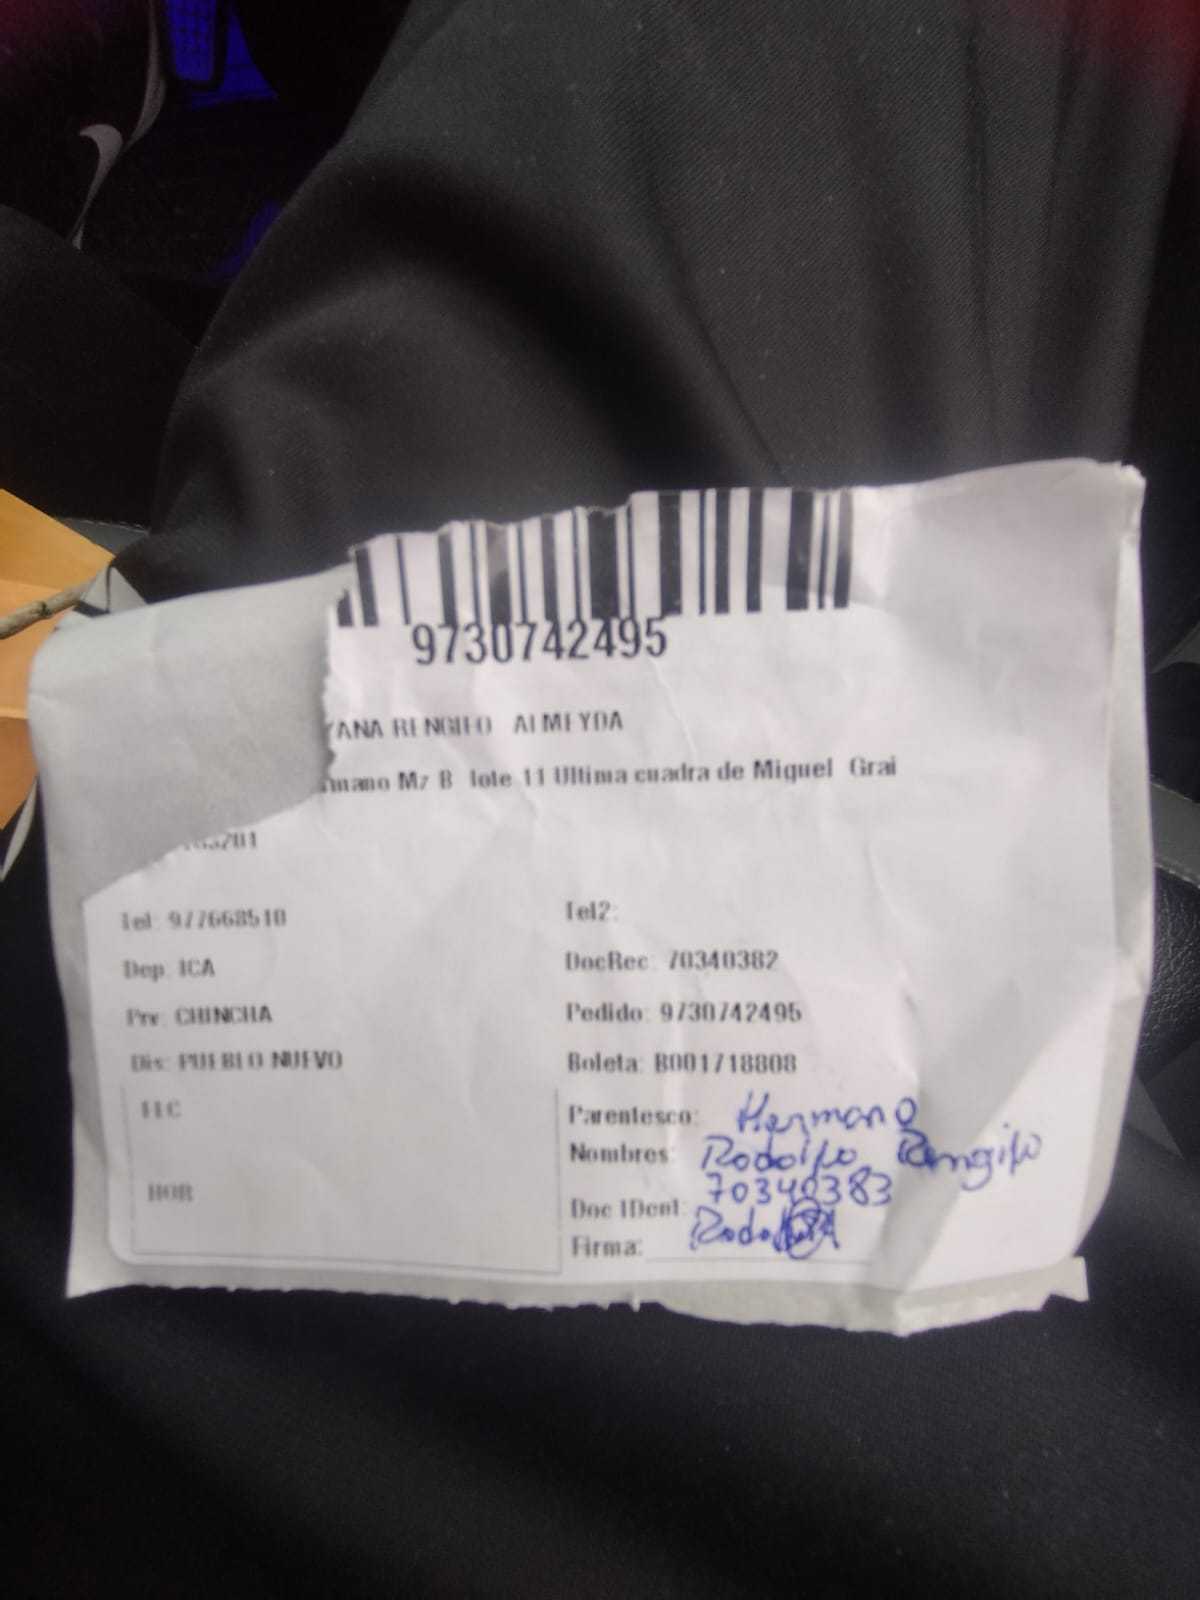 9730742495
YANA RENGIFO ALMEYDA
mano Mz B lote 11 Ultima cuadra de Miguel Grai
Tel: 977668510 Tel2:
Dep: ICA DocRec: 70340382
Prv: CHINCHA Pedido: 9730742495
Dis: PUEBLO NUEVO Boleta: B001718808
FEC Parentesco: Hermano
Nombres: Rodolfo Rengifo
HOR Doc IDent: 70340383
Firma: Rodolfo